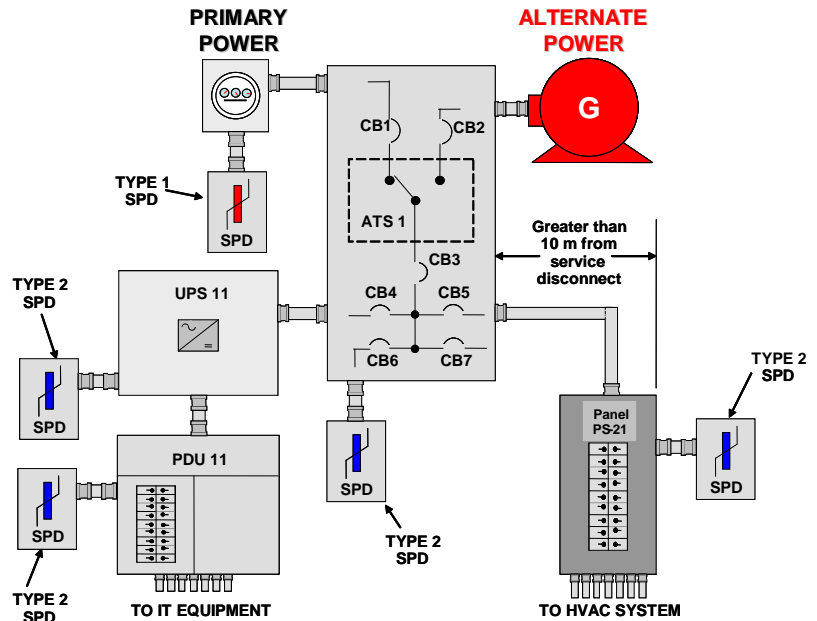 PRIMARY
POWER
ALTERNATE
POWER
G
CB1
CB2
TYPE 1
SPD
SPD
ATS 1
Greater than
10 m from
service
disconnect
CB3
TYPE 2
SPD
UPS 11
CB4
CB5
CB6
CB7
TYPE 2
SPD
SPD
Panel
PS-21
SPD
PDU 11
SPD
SPD
TYPE 2
SPD
TYPE 2
SPD
TO IT EQUIPMENT
TO HVAC SYSTEM